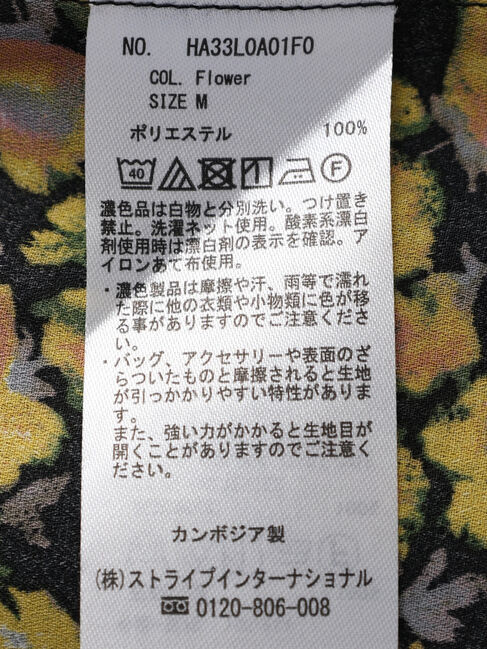 NO. HA33L0A01F0
COL. Flower
SIZE M
ポリエステル 100%
40 F
濃色品は白物と分別洗い。つけ置き
禁止。洗濯ネット使用。酸素系漂白
剤使用時は漂白剤の表示を確認。ア
イロンあて布使用。
・濃色製品は摩擦や汗、雨等で濡れ
た際に他の衣類や小物類に色が移
る事がありますのでご注意くださ
い。
・バッグ、アクセサリーや表面のざ
らついたものと摩擦されると生地
が引っかかりやすい特性がありま
す。
また、強い力がかかると生地目が
開くことがありますのでご注意く
ださい。
カンボジア製
(株)ストライプインターナショナル
0120-806-008